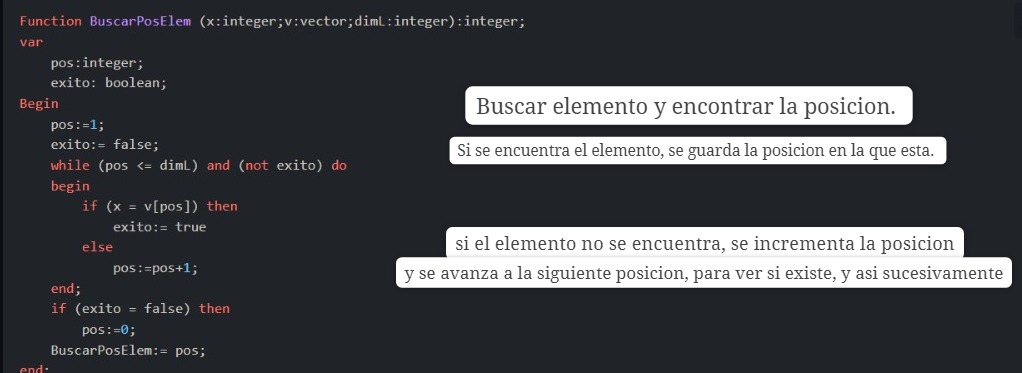 Function BuscarPosElem (x:integer;v:vector;dimL:integer):integer;
var
pos:integer;
exito: boolean;
Begin
Buscar elemento y encontrar la posicion.
pos:=1;
exito:= false;
Si se encuentra el elemento, se guarda la posicion en la que esta.
while (pos <= dimL) and (not exito) do
begin
if (x = v[pos]) then
exito:= true
si el elemento no se encuentra, se incrementa la posicion
else
y se avanza a la siguiente posicion, para ver si existe, y asi sucesivamente
pos:=pos+1;
end;
if (exito = false) then
pos:=0;
BuscarPosElem:= pos;
end;